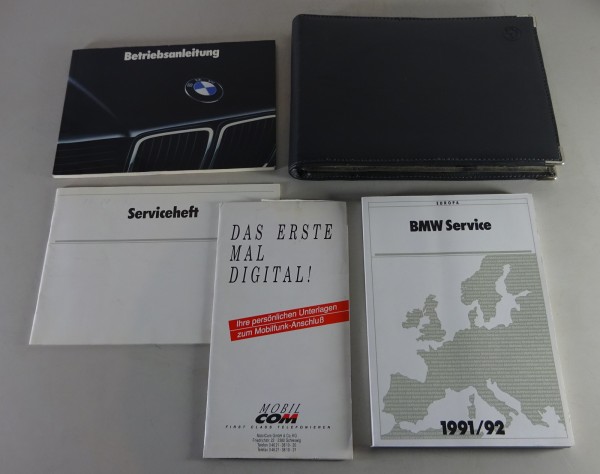 Betriebsanleitung
Serviceheft
DAS ERSTE
MAL
DIGITAL!
Ihre persönlichen Unterlagen
zum Mobilfunk-Anschluß
MOBIL
COM
FIRST CLASS TELEFONIEREN
EUROPA
BMW Service
1991/92